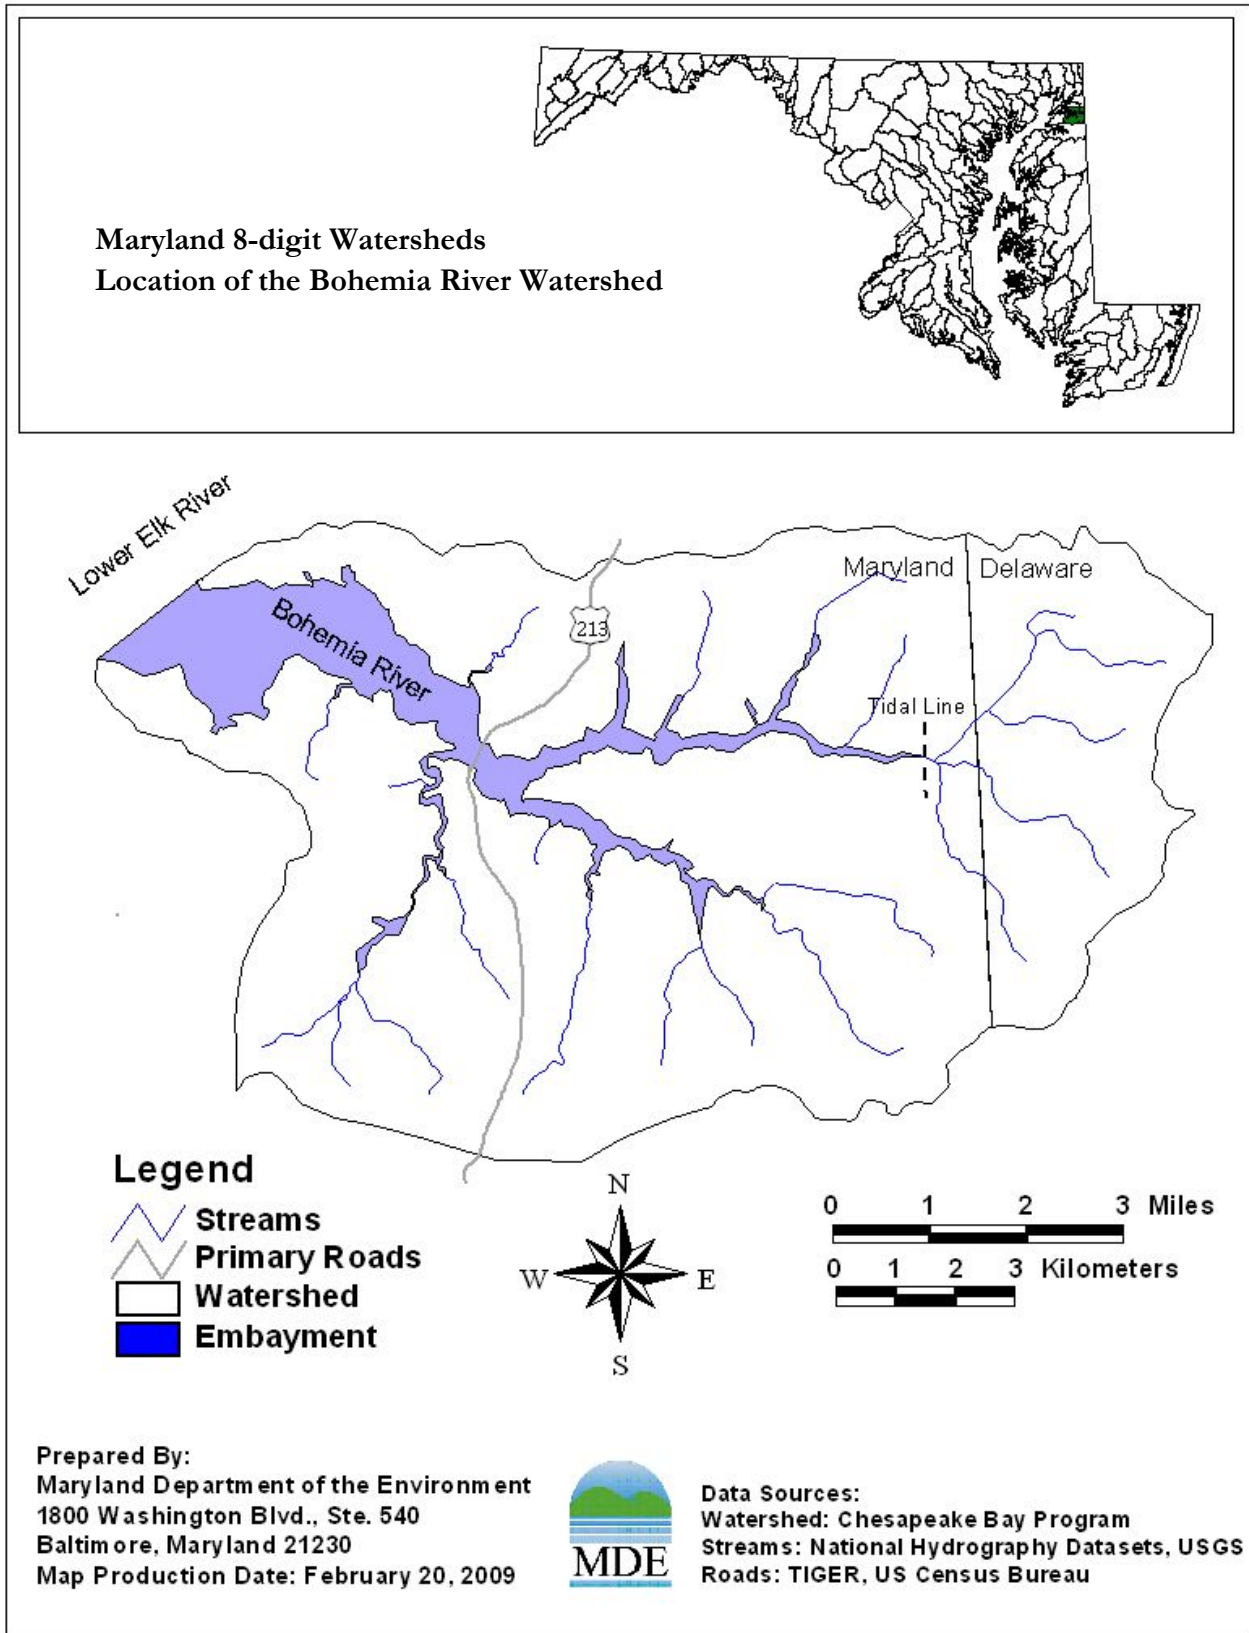 Maryland 8-digit Watersheds
Location of the Bohemia River Watershed
Lower Elk River
Maryland
Delaware
Bohemia River
213
Tidal Line
Legend
Streams
Primary Roads
Watershed
Embayment
N
W
E
S
0 1 2 3 Miles
0 1 2 3 Kilometers
Prepared By:
Maryland Department of the Environment
1800 Washington Blvd., Ste. 540
Baltimore, Maryland 21230
Map Production Date: February 20, 2009
MDE
Data Sources:
Watershed: Chesapeake Bay Program
Streams: National Hydrography Datasets, USGS
Roads: TIGER, US Census Bureau